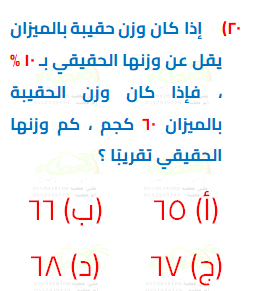 ٢٠) إذا كان وزن حقيبة بالميزان
يقل عن وزنها الحقيقي بـ ١٠ %
، فإذا كان وزن الحقيبة
بالميزان ٦٠ كجم ، كم وزنها
الحقيقي تقريبًا ؟
(أ) ٦٥ (ب) ٦٦
(ج) ٦٧ (د) ٦٨